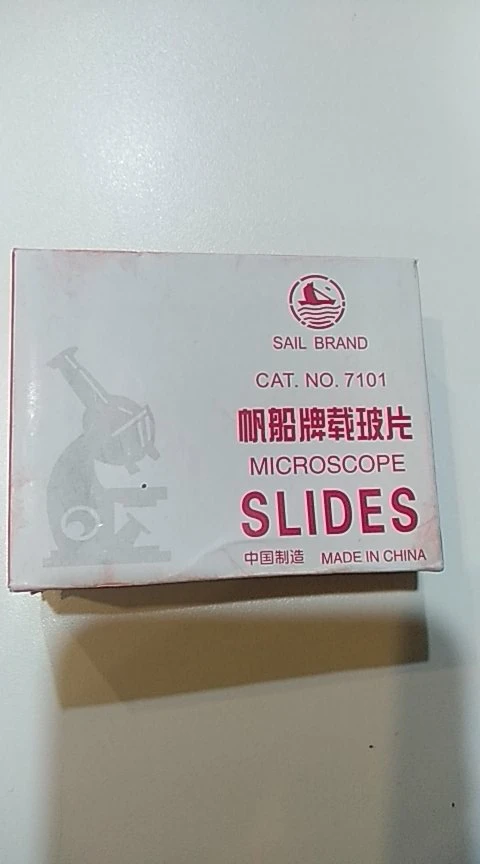 SAIL BRAND
CAT. NO. 7101
帆船牌载玻片
MICROSCOPE
SLIDES
中国制造 MADE IN CHINA